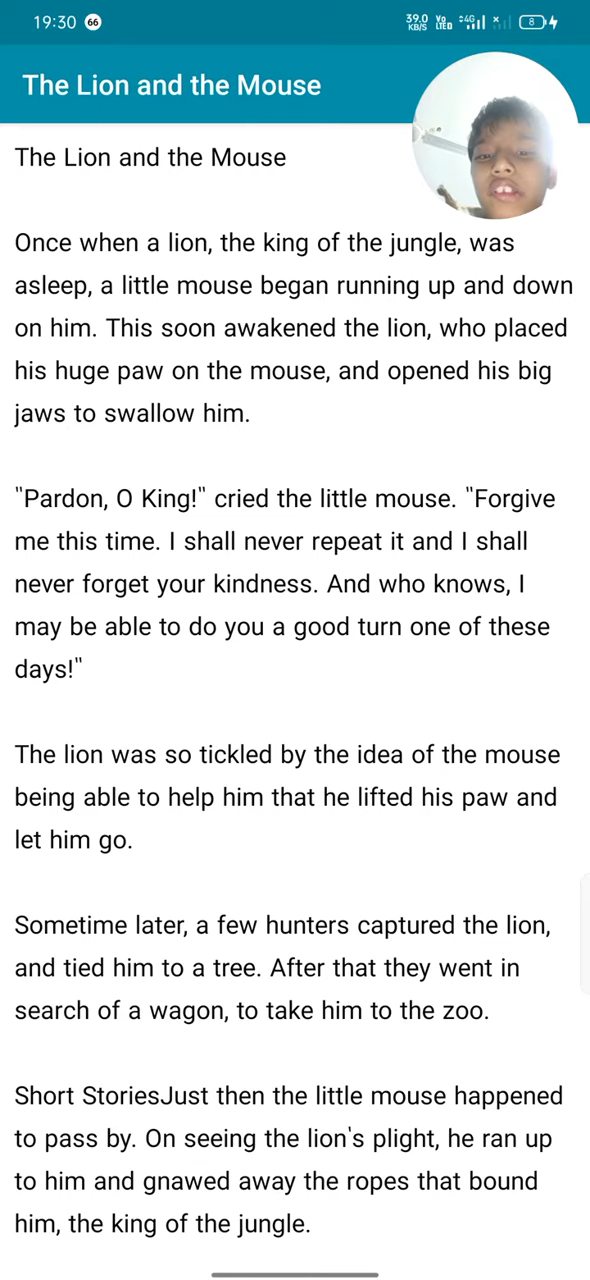 19:30 66 39.0 KB/S Vo LTED 4G 8
The Lion and the Mouse
The Lion and the Mouse
Once when a lion, the king of the jungle, was
asleep, a little mouse began running up and down
on him. This soon awakened the lion, who placed
his huge paw on the mouse, and opened his big
jaws to swallow him.
"Pardon, O King!" cried the little mouse. "Forgive
me this time. I shall never repeat it and I shall
never forget your kindness. And who knows, I
may be able to do you a good turn one of these
days!"
The lion was so tickled by the idea of the mouse
being able to help him that he lifted his paw and
let him go.
Sometime later, a few hunters captured the lion,
and tied him to a tree. After that they went in
search of a wagon, to take him to the zoo.
Short StoriesJust then the little mouse happened
to pass by. On seeing the lion's plight, he ran up
to him and gnawed away the ropes that bound
him, the king of the jungle.